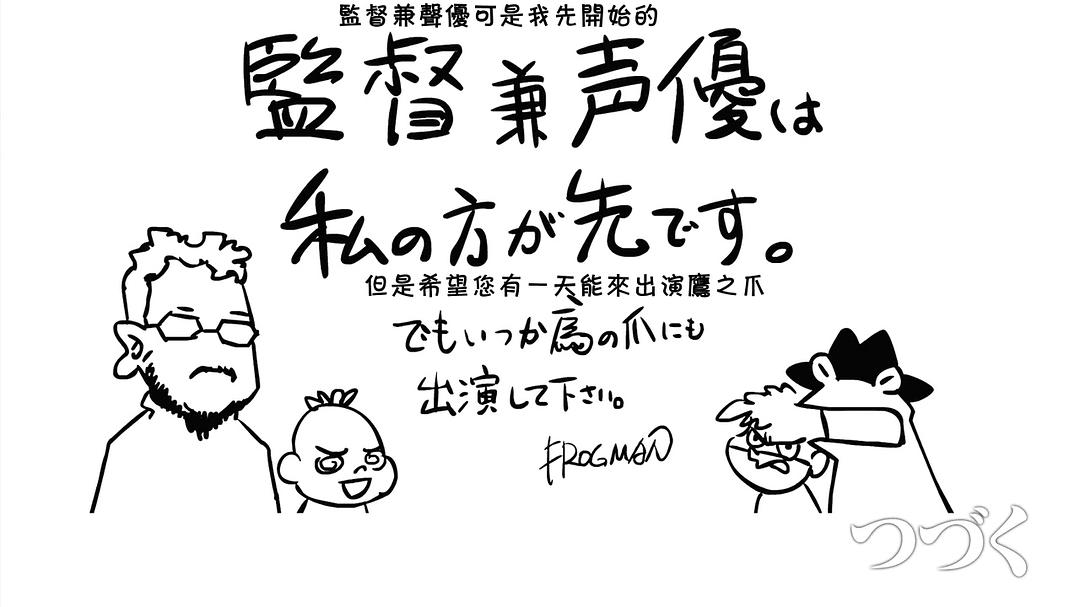 監督兼聲優可是我先開始的
監督兼声優は
私の方が先です。
但是希望您有一天能來出演鷹之爪
でもいつか鳥の爪にも
出演して下さい。
FROGMAN
つづく